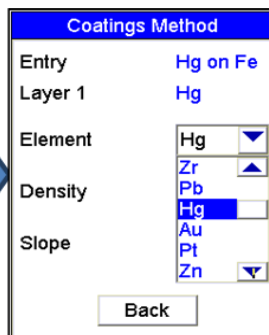 Coatings Method
Entry Hg on Fe
Layer 1 Hg
Element Hg
Zr
Pb
Density
Hg
Au
Slope
Pt
Zn
Back